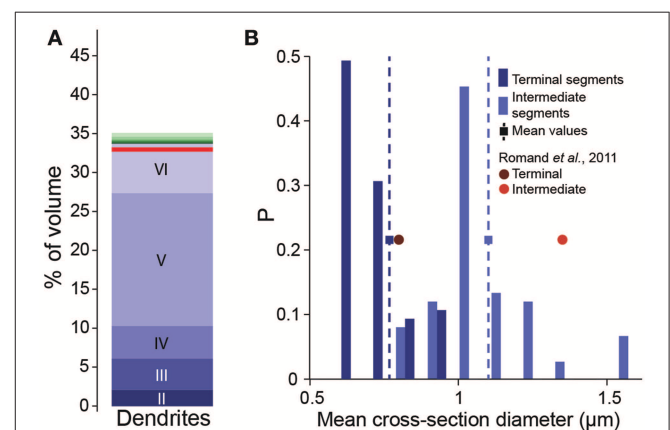 A
B
45
40
35
30
25
20
15
10
5
0
% of volume
VI
V
IV
III
II
Dendrites
0.5
0.4
0.3
0.2
0.1
0
P
0.5
1
1.5
Mean cross-section diameter (µm)
Terminal segments
Intermediate
segments
Mean values
Romand et al., 2011
Terminal
Intermediate